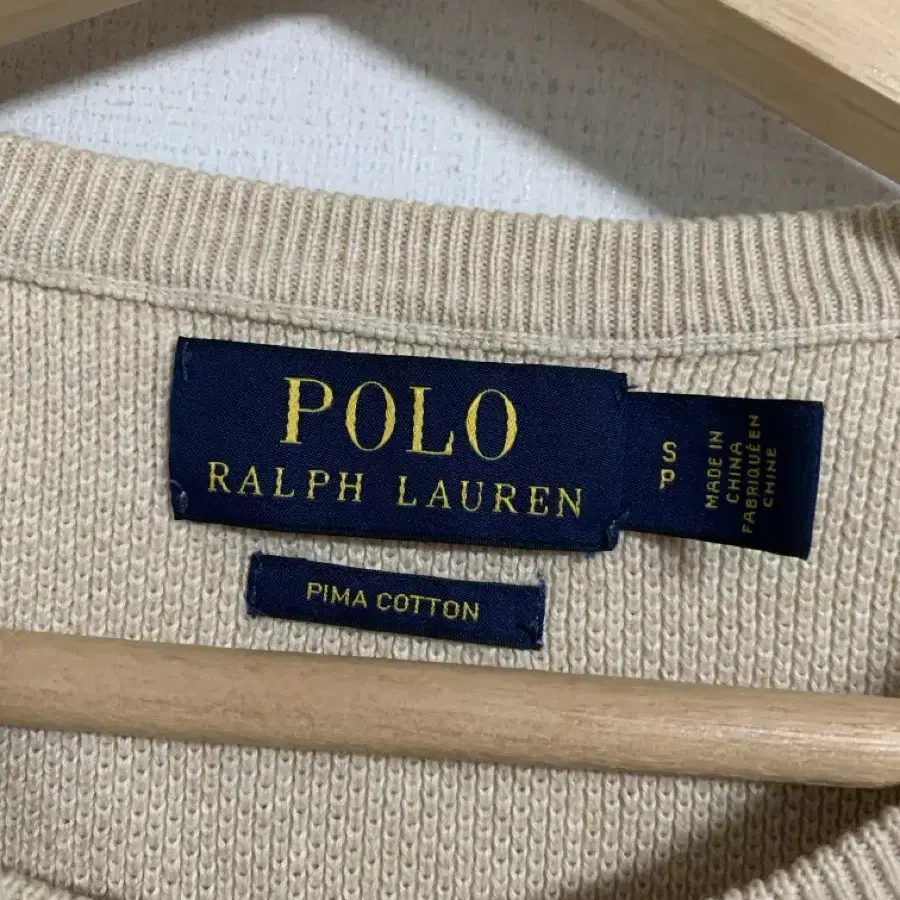 POLO
RALPH LAUREN
S
P
MADE IN
CHINA
FABRIQUÉ EN
CHINE
PIMA COTTON